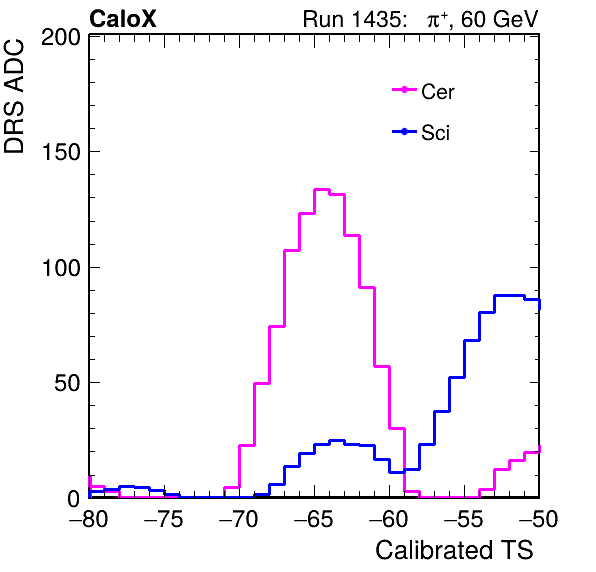 CaloX Run 1435: π⁺, 60 GeV
DRS ADC
200
150
100
50
0
Cer
Sci
−80 −75 −70 −65 −60 −55 −50
Calibrated TS